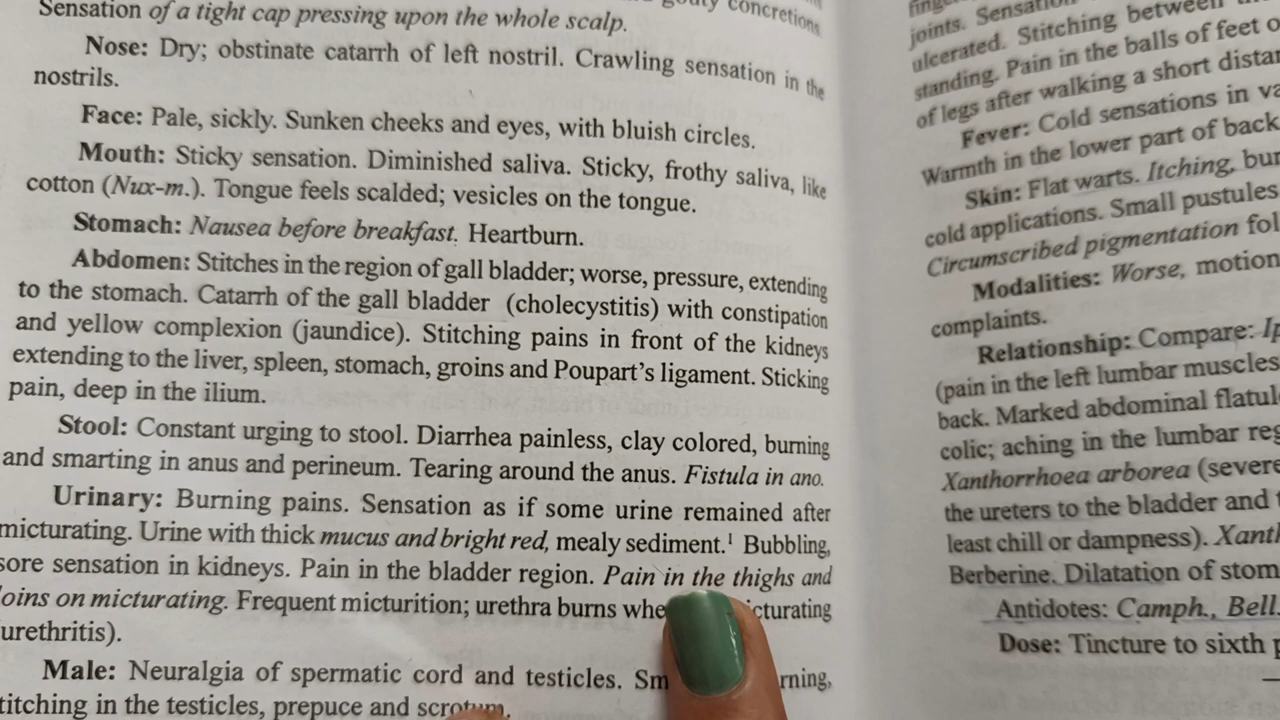 gouty concretions
Sensation of a tight cap pressing upon the whole scalp.
Nose: Dry; obstinate catarrh of left nostril. Crawling sensation in the
nostrils.
Face: Pale, sickly. Sunken cheeks and eyes, with bluish circles.
Mouth: Sticky sensation. Diminished saliva. Sticky, frothy saliva, like
cotton (Nux-m.). Tongue feels scalded; vesicles on the tongue.
Stomach: Nausea before breakfast. Heartburn.
Abdomen: Stitches in the region of gall bladder; worse, pressure, extending
to the stomach. Catarrh of the gall bladder (cholecystitis) with constipation
and yellow complexion (jaundice). Stitching pains in front of the kidneys
extending to the liver, spleen, stomach, groins and Poupart's ligament. Sticking
pain, deep in the ilium.
Stool: Constant urging to stool. Diarrhea painless, clay colored, burning
and smarting in anus and perineum. Tearing around the anus. Fistula in ano.
Urinary: Burning pains. Sensation as if some urine remained after
micturating. Urine with thick mucus and bright red, mealy sediment.¹ Bubbling,
sore sensation in kidneys. Pain in the bladder region. Pain in the thighs and
loins on micturating. Frequent micturition; urethra burns whe icturating
urethritis).
Male: Neuralgia of spermatic cord and testicles. Sm rning,
titching in the testicles, prepuce and scrotum.
joints. Sensation
ulcerated. Stitching between
standing. Pain in the balls of feet o
of legs after walking a short distan
Fever: Cold sensations in va
Warmth in the lower part of back
Skin: Flat warts. Itching, bur
cold applications. Small pustules
Circumscribed pigmentation fol
Modalities: Worse, motion
complaints.
Relationship: Compare: Ip
(pain in the left lumbar muscles
back. Marked abdominal flatul
colic; aching in the lumbar reg
Xanthorrhoea arborea (severe
the ureters to the bladder and
least chill or dampness). Xanth
Berberine. Dilatation of stom
Antidotes: Camph., Bell.
Dose: Tincture to sixth p